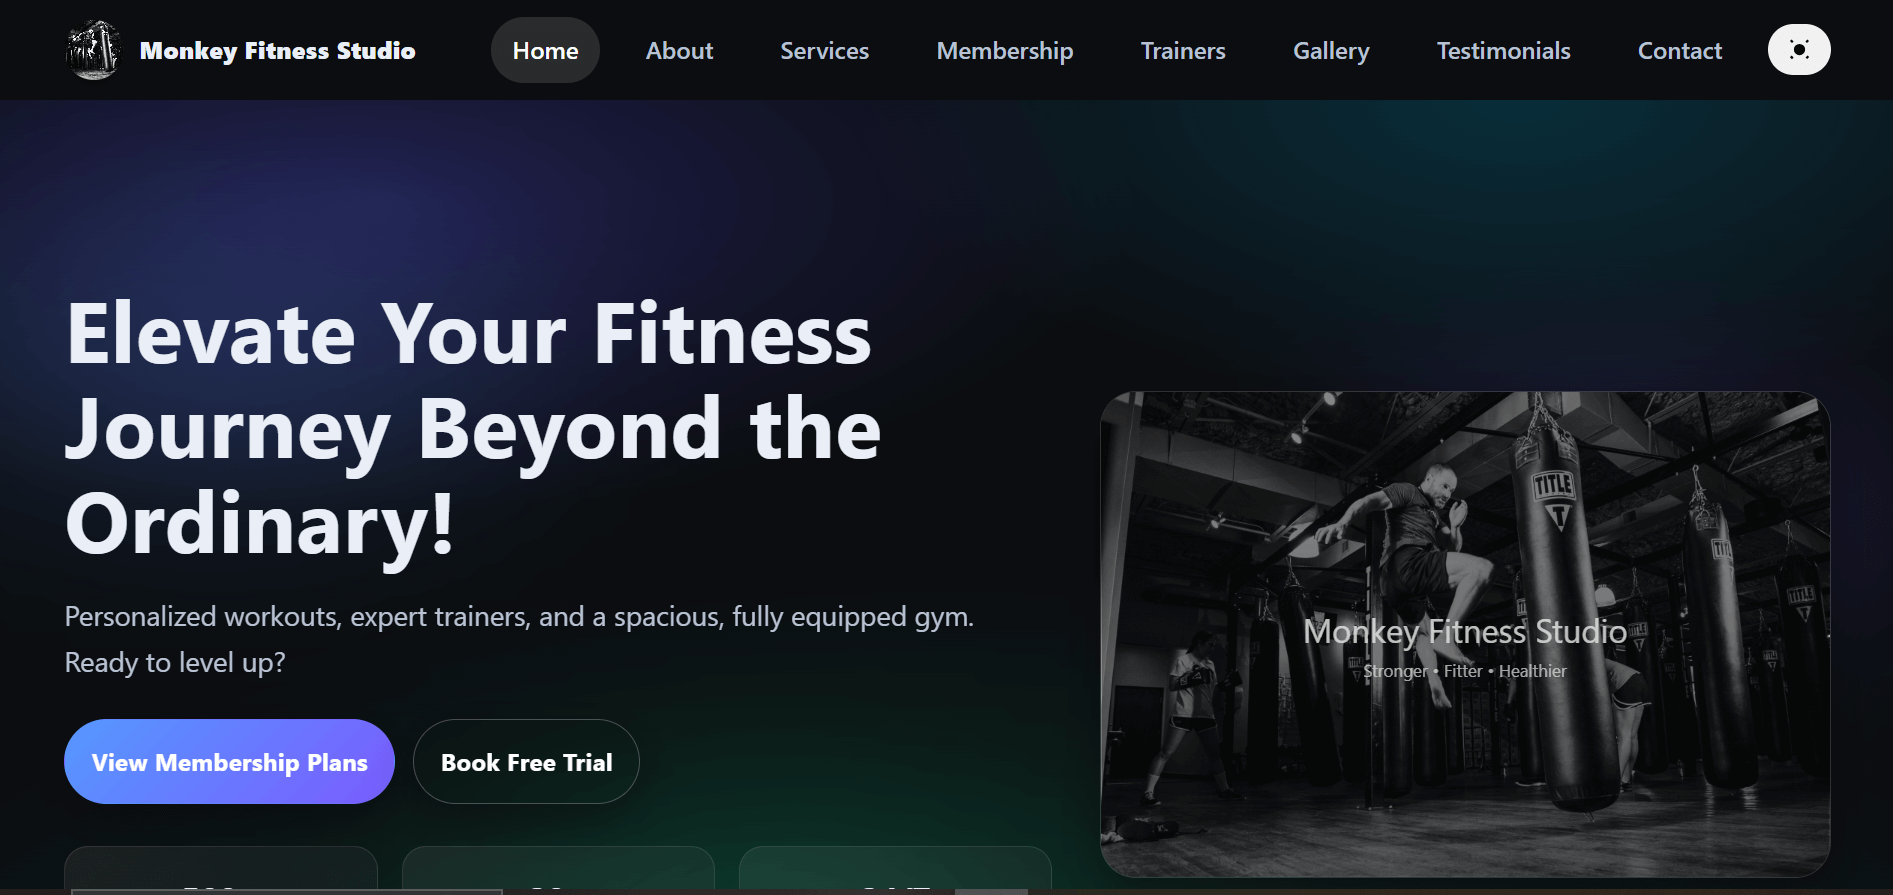 Monkey Fitness Studio
Home
About
Services
Membership
Trainers
Gallery
Testimonials
Contact
Elevate Your Fitness
Journey Beyond the
Ordinary!
Personalized workouts, expert trainers, and a spacious, fully equipped gym.
Ready to level up?
View Membership Plans
Book Free Trial
TITLE
T
TITLE
TITLE
Monkey Fitness Studio
Stronger • Fitter • Healthier